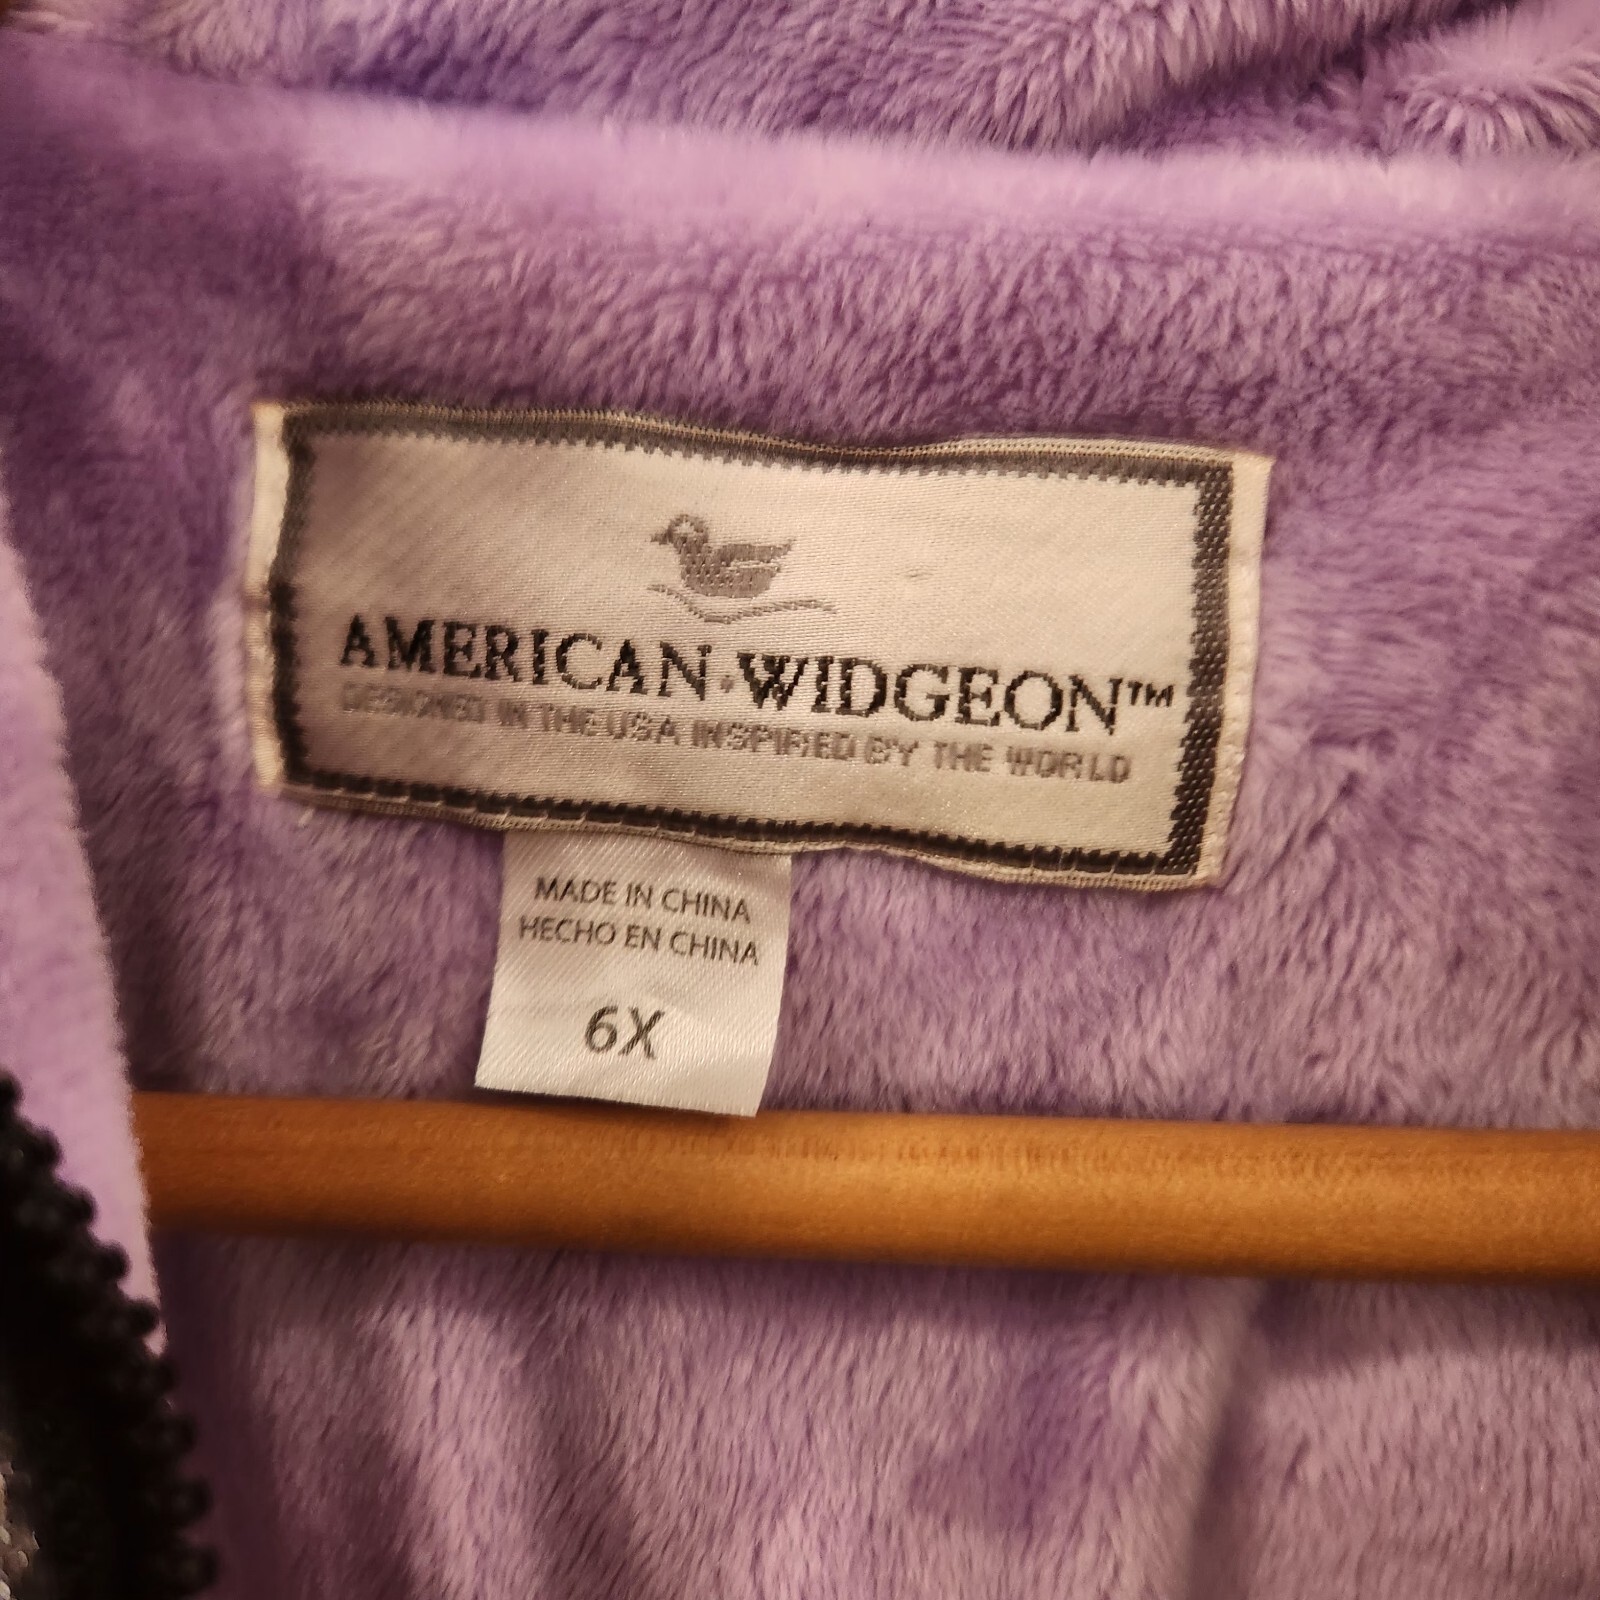 AMERICAN·WIDGEON™
DESIGNED IN THE USA INSPIRED BY THE WORLD
MADE IN CHINA
HECHO EN CHINA
6X